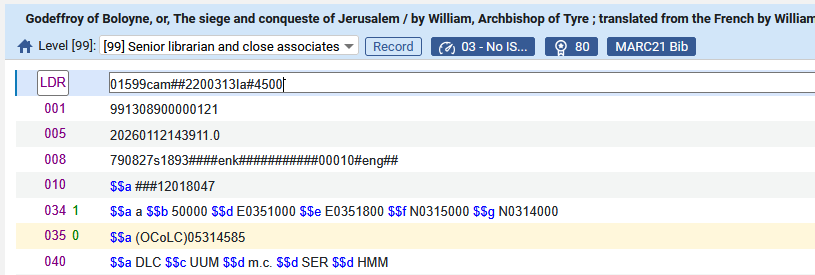 Godeffroy of Boloyne, or, The siege and conqueste of Jerusalem / by William, Archbishop of Tyre ; translated from the French by William
Level [99]: [99] Senior librarian and close associates Record 03 - No IS... 80 MARC21 Bib
LDR 01599cam##2200313Ia#4500
001 991308900000121
005 20260112143911.0
008 790827s1893####enk###########00010#eng##
010 $$a ###12018047
034 1 $$a a $$b 50000 $$d E0351000 $$e E0351800 $$f N0315000 $$g N0314000
035 0 $$a (OCoLC)05314585
040 $$a DLC $$c UUM $$d m.c. $$d SER $$d HMM